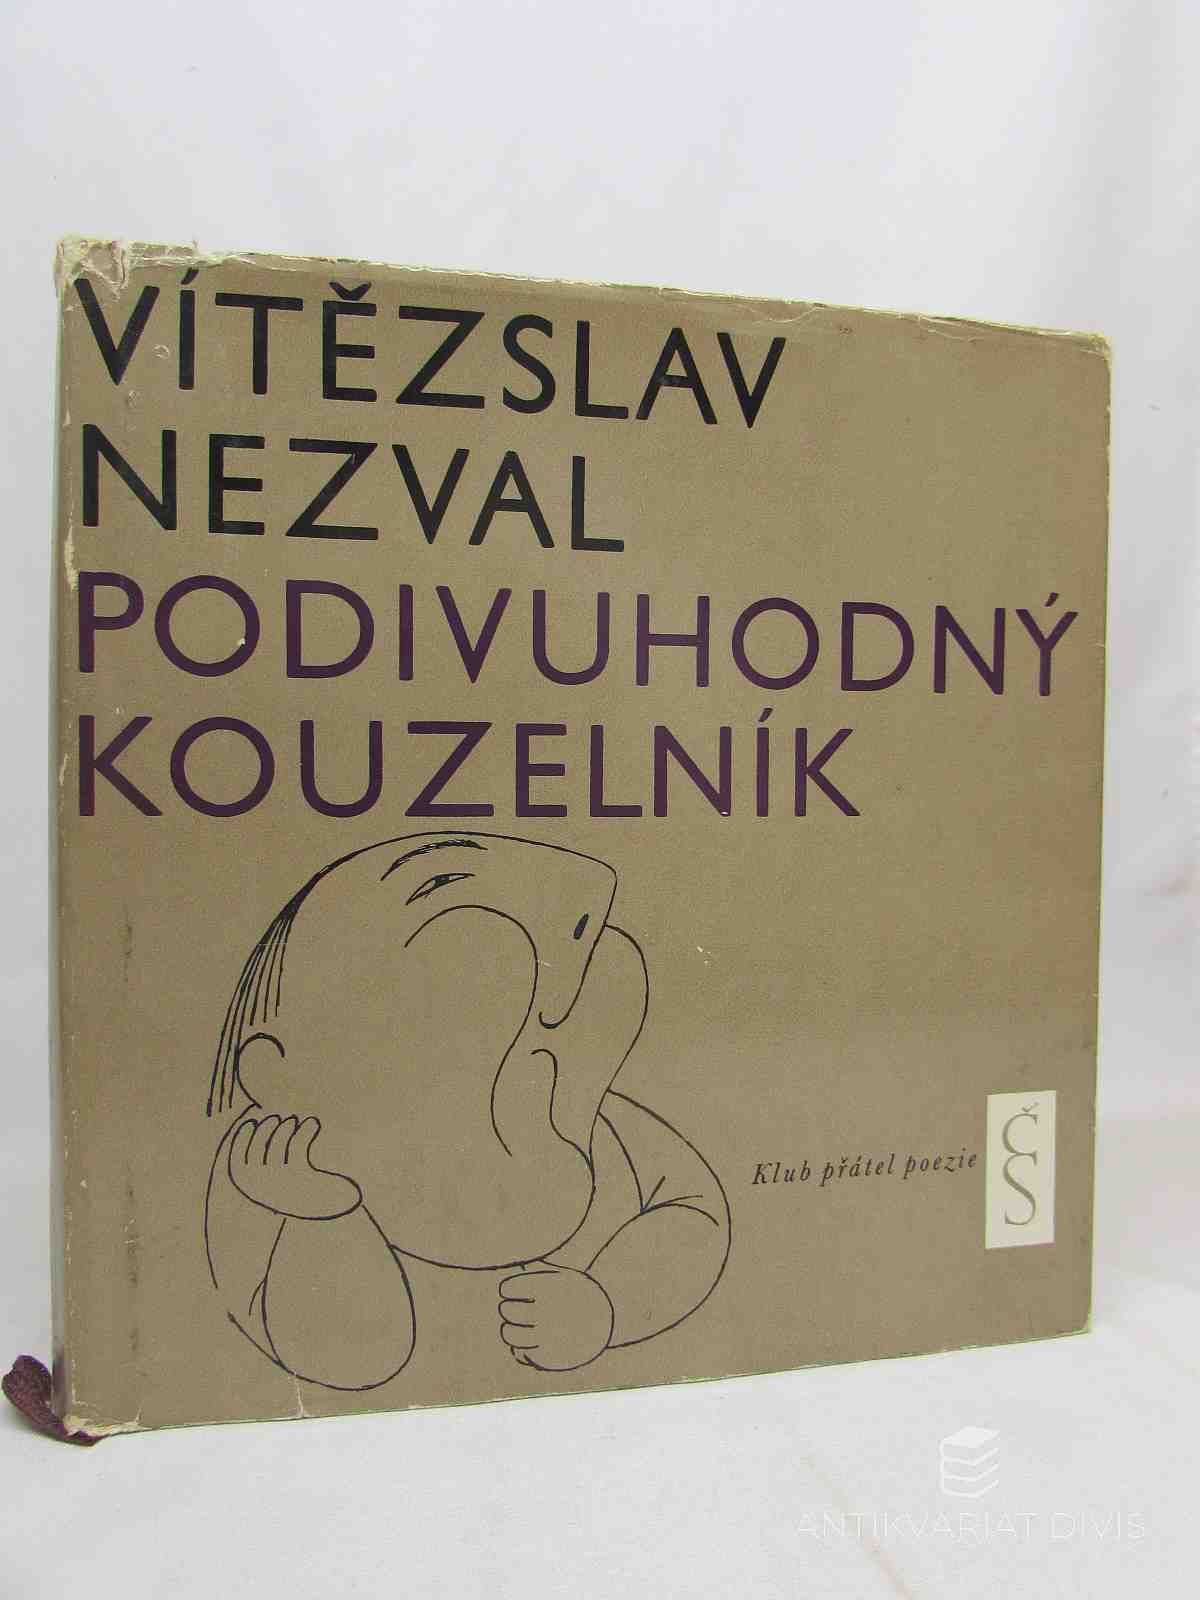 VÍTĚZSLAV
NEZVAL
PODIVUHODNÝ
KOUZELNÍK
Klub přátel poezie
ČS
ANTIKVARIAT DIVIS